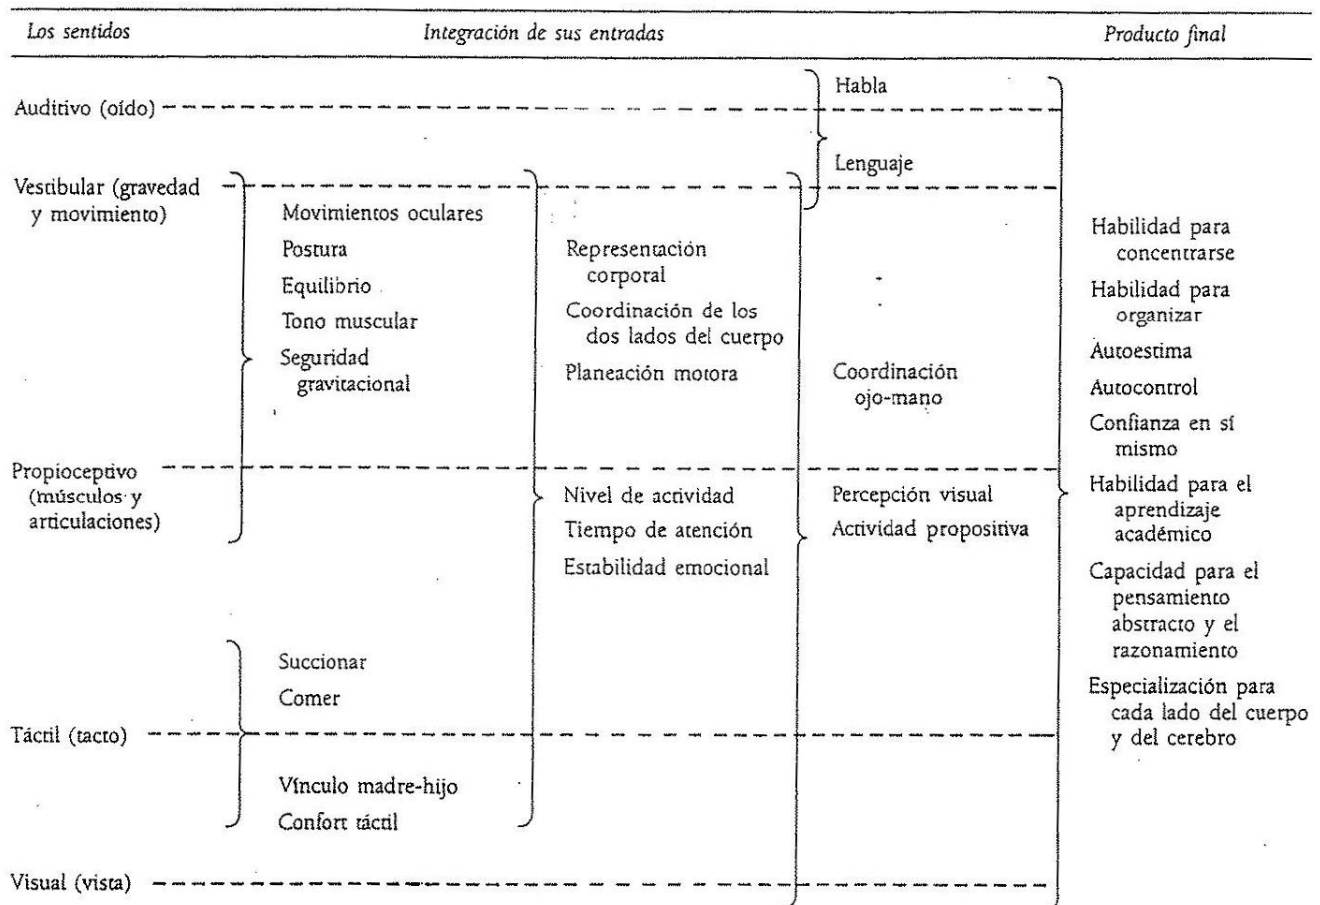 Los sentidos
Integración de sus entradas
Producto final
Auditivo (oído)
Habla
Lenguaje
Vestibular (gravedad
y movimiento)
Movimientos oculares
Postura
Equilibrio
Tono muscular
Seguridad
gravitacional
Representación
corporal
Coordinación de los
dos lados del cuerpo
Planeación motora
Coordinación
ojo-mano
Propioceptivo
(músculos y
articulaciones)
Nivel de actividad
Tiempo de atención
Estabilidad emocional
Percepción visual
Actividad propositiva
Succionar
Comer
Táctil (tacto)
Vínculo madre-hijo
Confort táctil
Visual (vista)
Habilidad para
concentrarse
Habilidad para
organizar
Autoestima
Autocontrol
Confianza en sí
mismo
Habilidad para el
aprendizaje
académico
Capacidad para el
pensamiento
abstracto y el
razonamiento
Especialización para
cada lado del cuerpo
y del cerebro